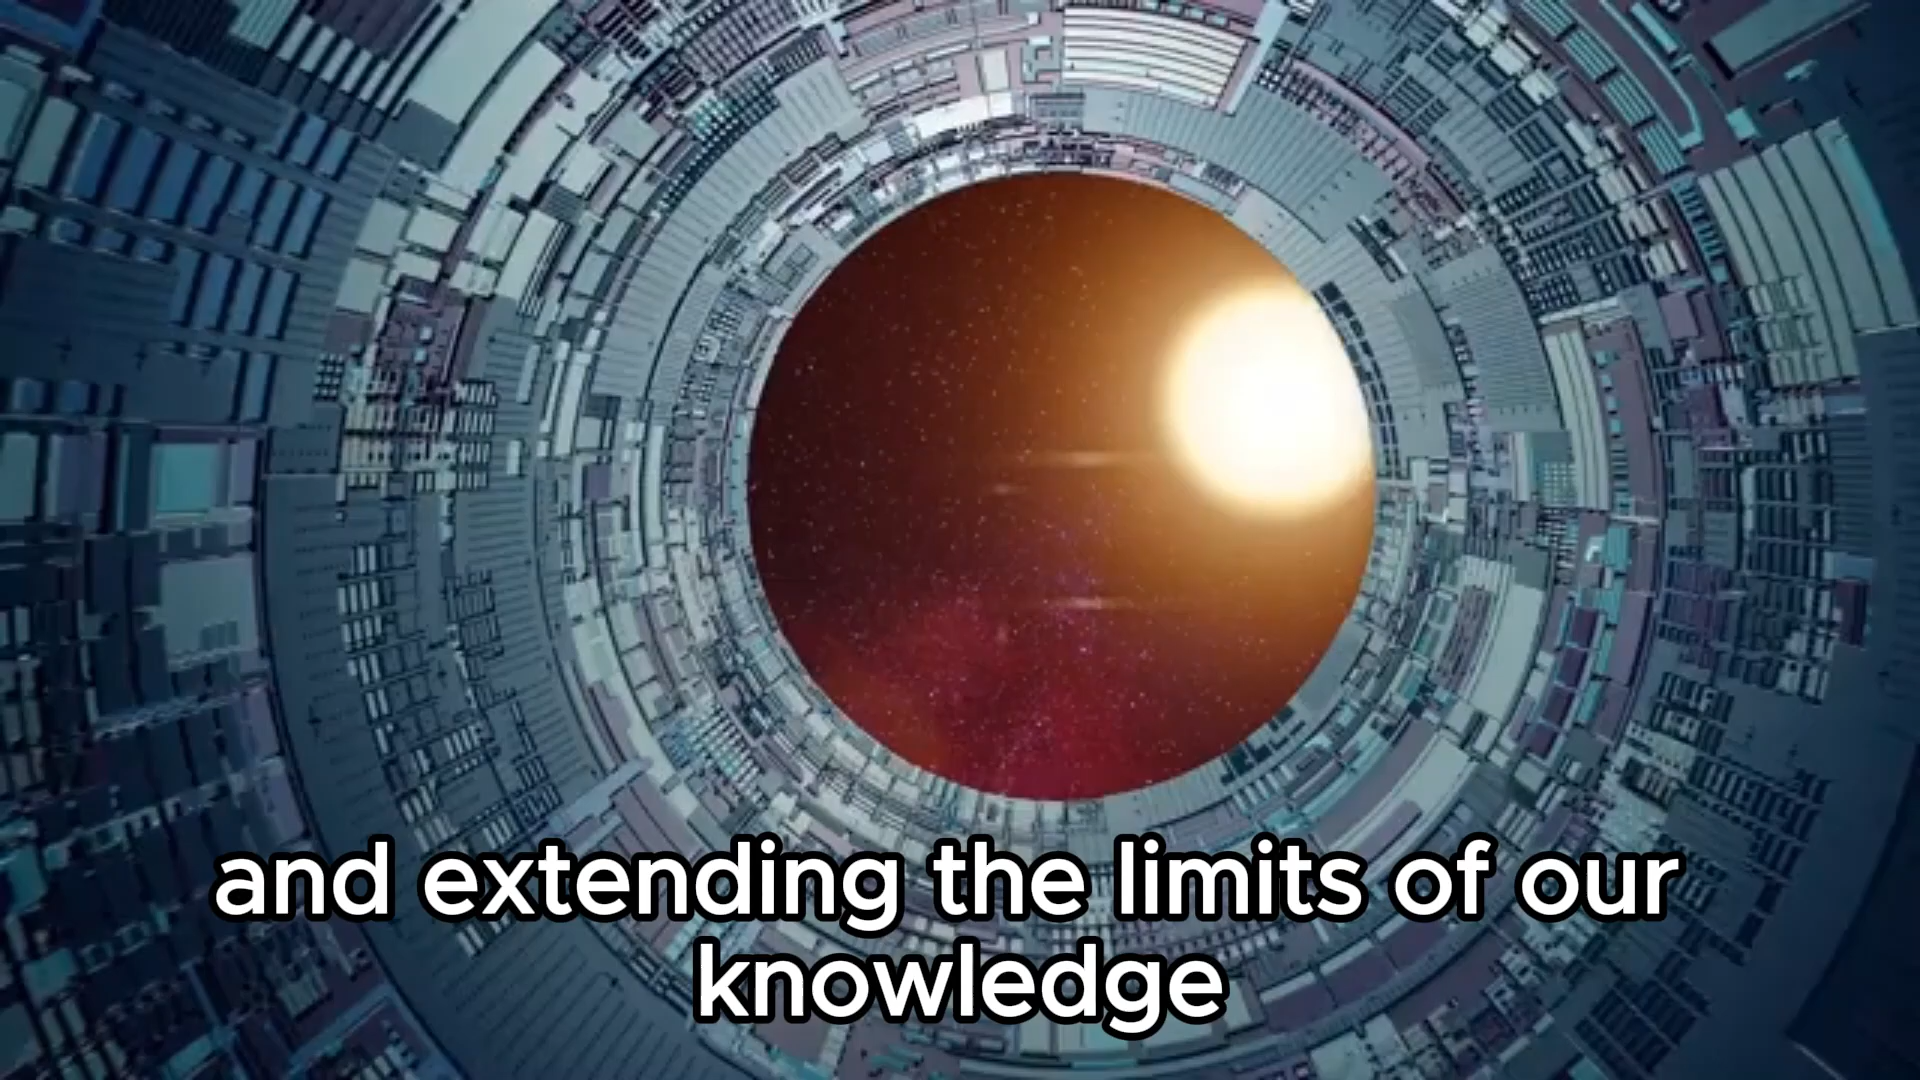 and extending the limits of our
knowledge